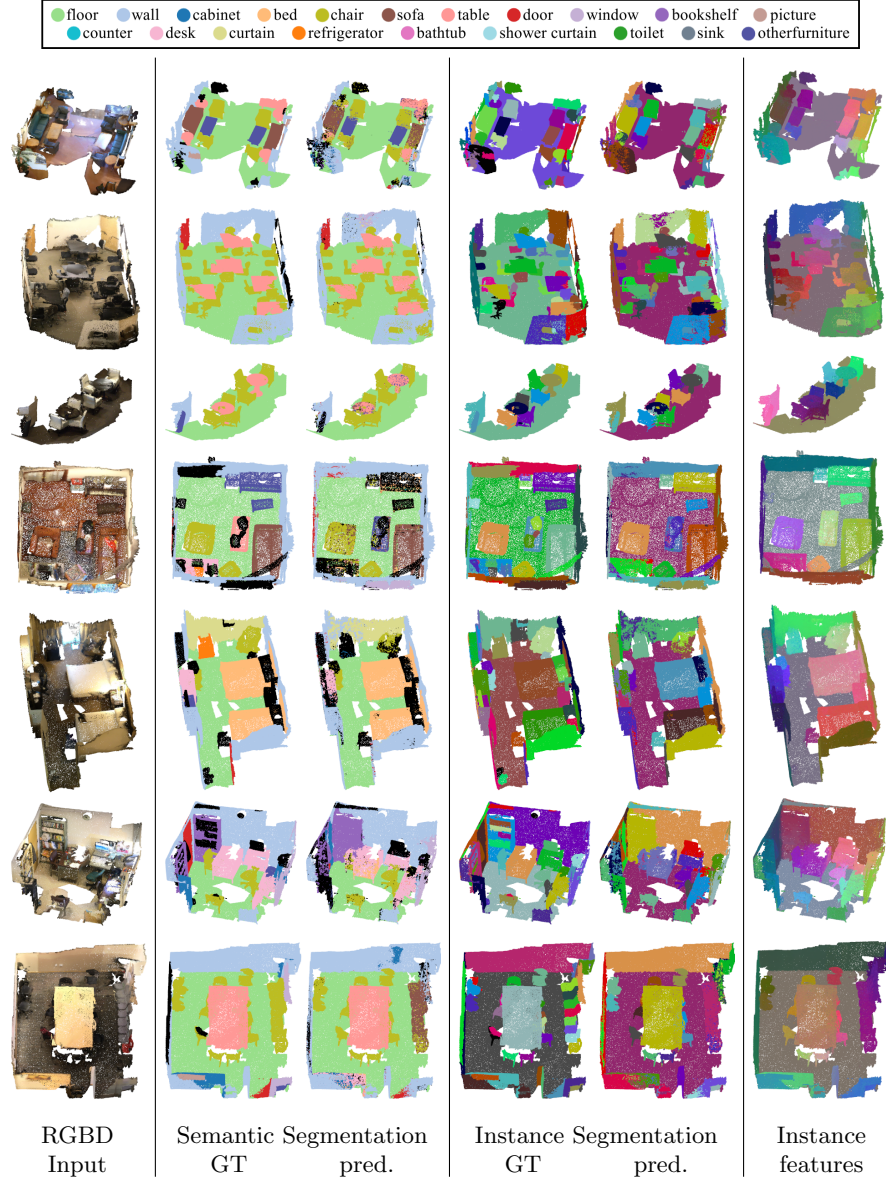 floor wall cabinet bed chair sofa table door window bookshelf picture
counter desk curtain refrigerator bathtub shower curtain toilet sink otherfurniture
RGBD Semantic Segmentation Instance Segmentation Instance
Input GT pred. GT pred. features